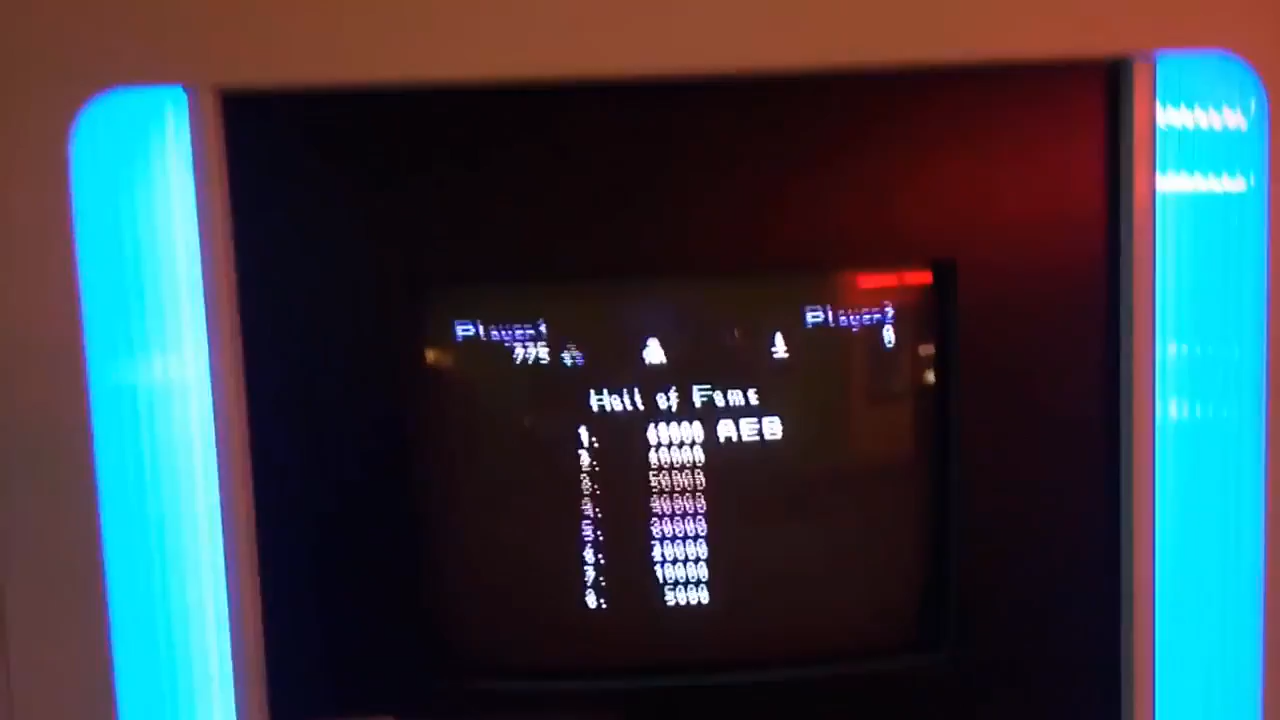 Player1
Player2
775
0
Hall of Fame
1: 68000 AEB
2: 60000
3: 50000
4: 40000
5: 30000
6: 20000
7: 10000
8: 5000